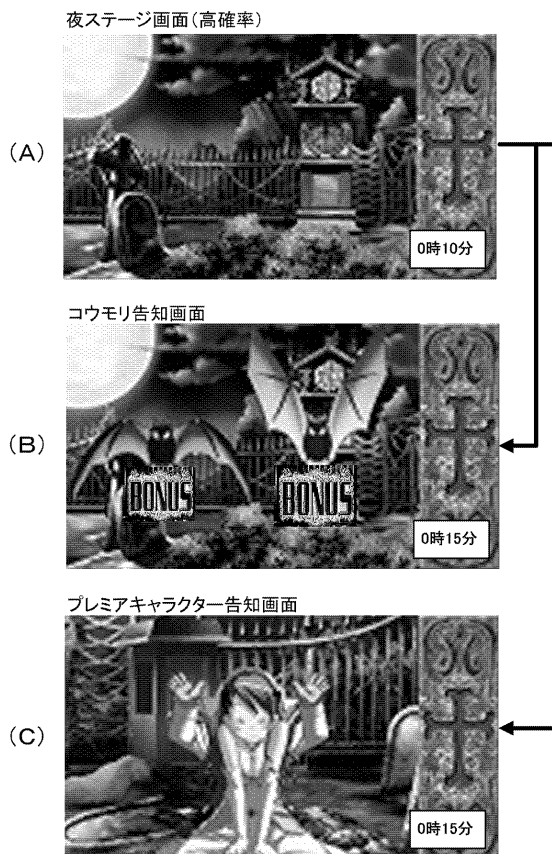 夜ステージ画面(高確率)
(A)
0時10分
コウモリ告知画面
(B)
BONUS
BONUS
0時15分
プレミアキャラクター告知画面
(C)
0時15分